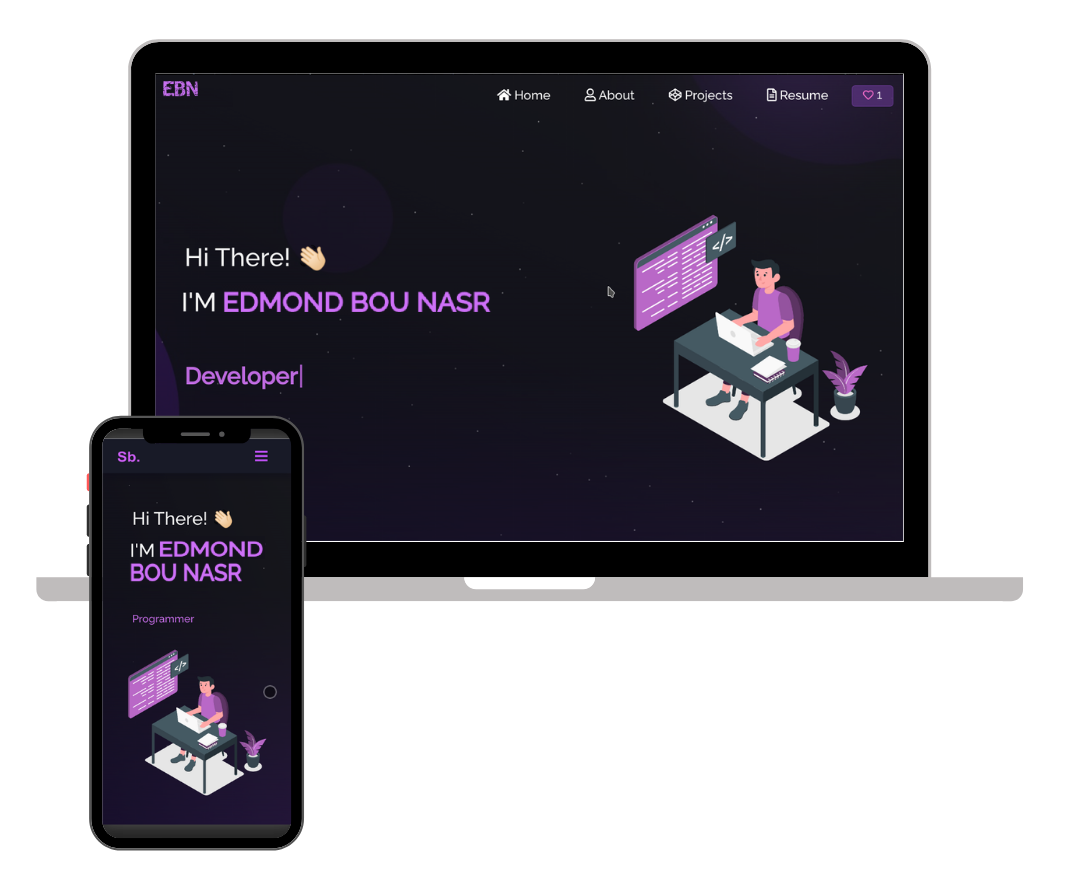 EBN
Home About Projects Resume 1
</>
Hi There! 👋🏻
I'M EDMOND BOU NASR
Developer|
Sb.
Hi There! 👋🏻
I'M EDMOND
BOU NASR
Programmer
</>